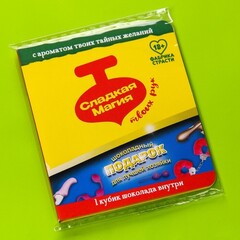 с ароматом твоих тайных желаний
18+
ФАБРИКА
СТРАСТИ
Сладкая
Магия
твоих рук
шоколадный
ПОДАРОК
1 кубик шоколада внутри